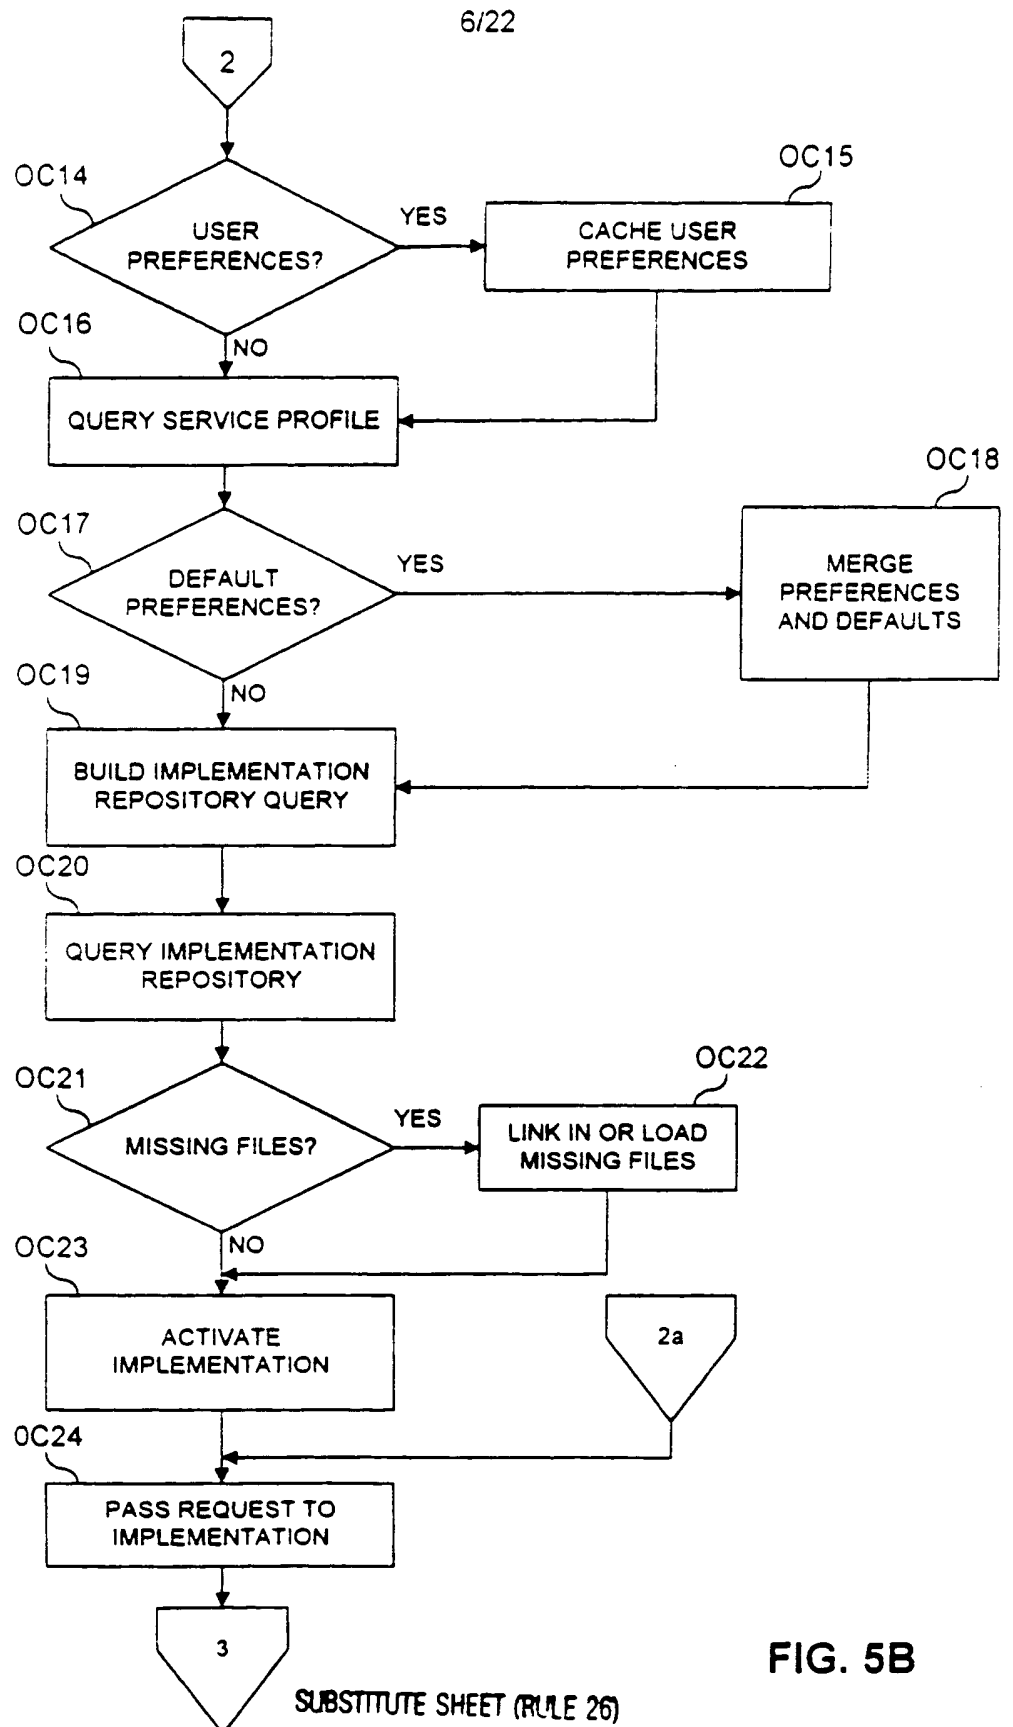 6/22
2
OC14
USER
PREFERENCES?
YES
OC15
CACHE USER
PREFERENCES
NO
OC16
QUERY SERVICE PROFILE
OC17
DEFAULT
PREFERENCES?
YES
OC18
MERGE
PREFERENCES
AND DEFAULTS
NO
OC19
BUILD IMPLEMENTATION
REPOSITORY QUERY
OC20
QUERY IMPLEMENTATION
REPOSITORY
OC21
MISSING FILES?
YES
OC22
LINK IN OR LOAD
MISSING FILES
NO
OC23
ACTIVATE
IMPLEMENTATION
2a
OC24
PASS REQUEST TO
IMPLEMENTATION
3
FIG. 5B
SUBSTITUTE SHEET (RULE 26)